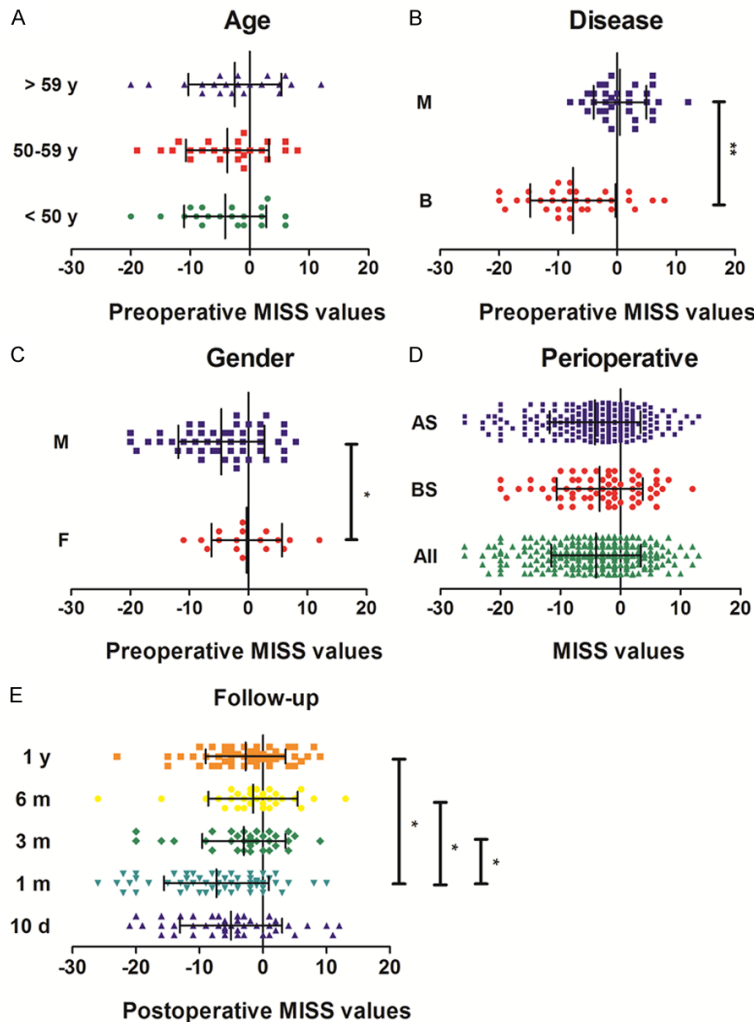 A
Age
> 59 y
50-59 y
< 50 y
-30 -20 -10 0 10 20
Preoperative MISS values
B
Disease
M
B
**
-30 -20 -10 0 10 20
Preoperative MISS values
C
Gender
M
F
*
-30 -20 -10 0 10 20
Preoperative MISS values
D
Perioperative
AS
BS
All
-30 -20 -10 0 10 20
MISS values
E
Follow-up
1 y
6 m
3 m
1 m
10 d
*
*
*
-30 -20 -10 0 10 20
Postoperative MISS values